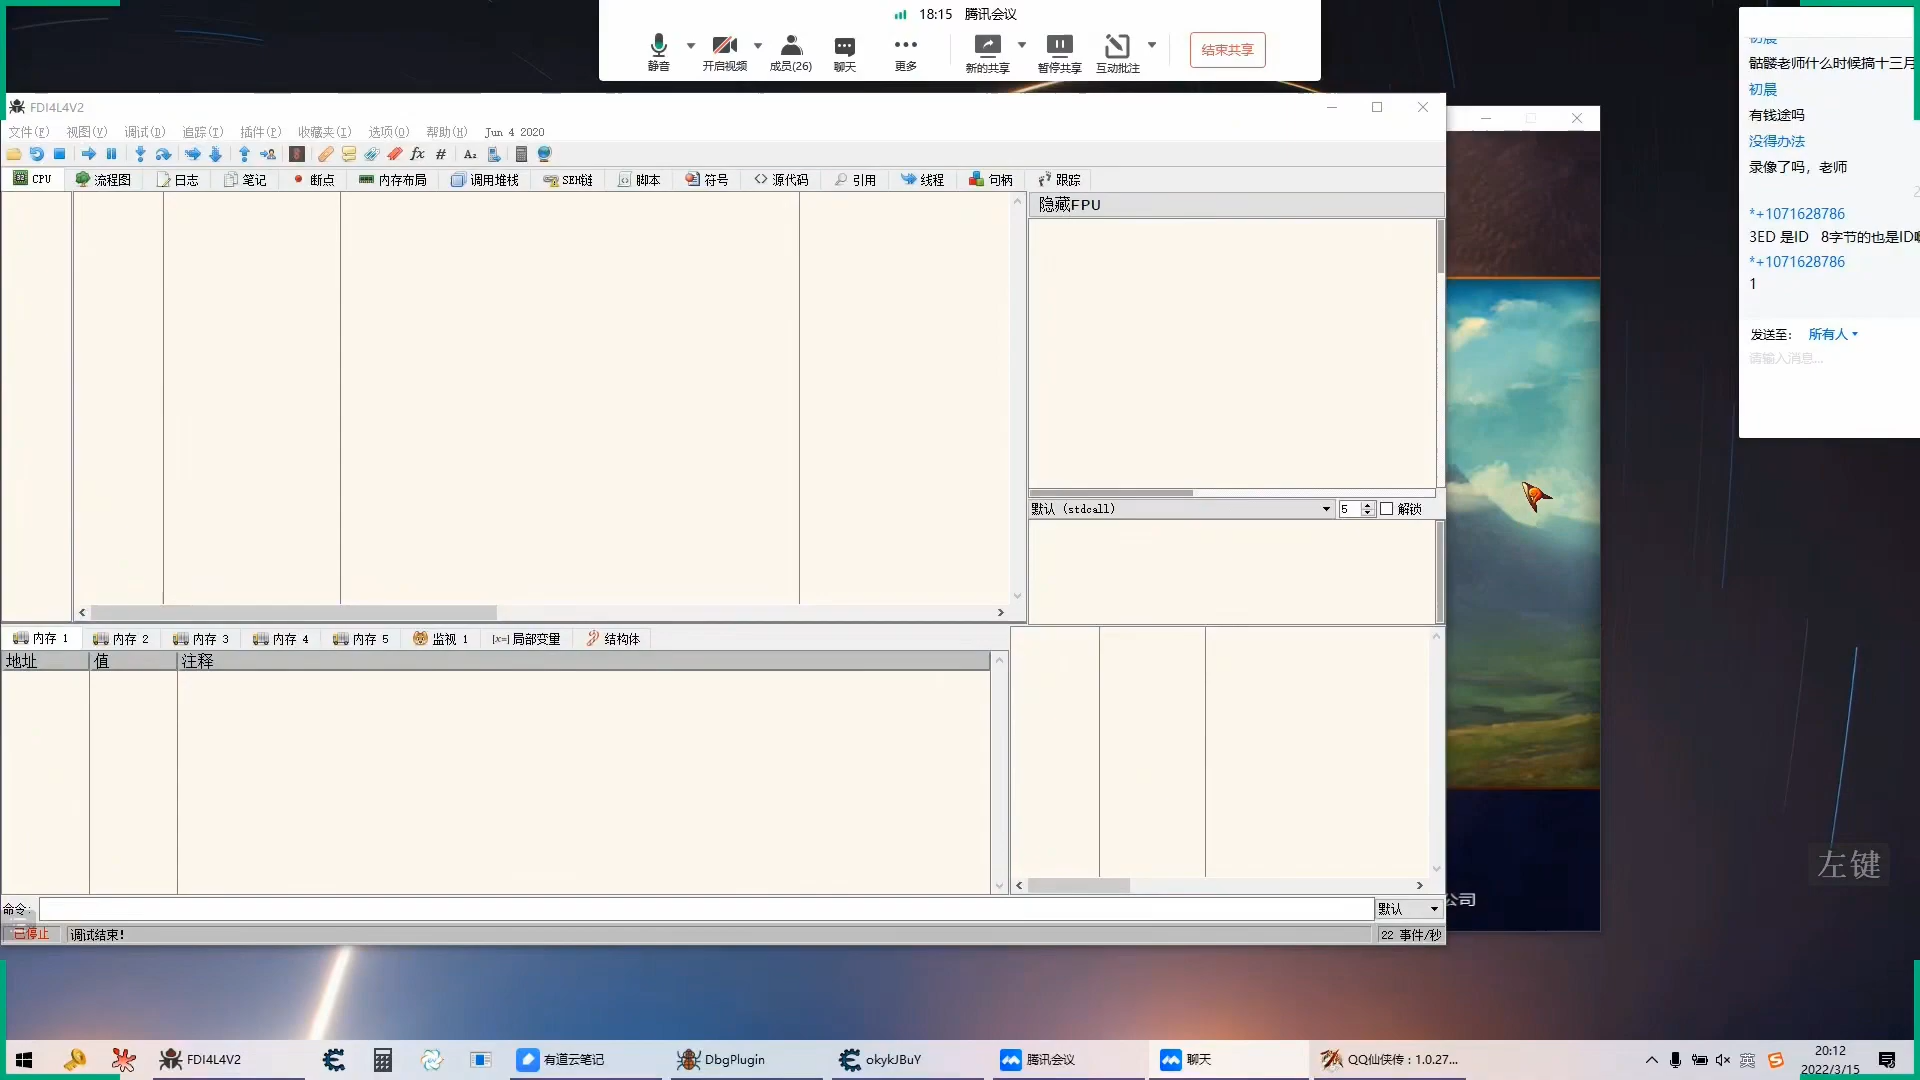 18:15 腾讯会议
静音 开启视频 成员(26) 聊天 更多 新的共享 暂停共享 互动批注 结束共享
FDI4L4V2
文件(F) 视图(V) 调试(D) 追踪(T) 插件(P) 收藏夹(I) 选项(O) 帮助(H) Jun 4 2020
CPU 流程图 日志 笔记 断点 内存布局 调用堆栈 SEH链 脚本 符号 源代码 引用 线程 句柄 跟踪
隐藏FPU
默认 (stdcall) 5 解锁
内存 1 内存 2 内存 3 内存 4 内存 5 监视 1 局部变量 结构体
地址 值 注释
命令: 默认
已停止 调试结束! 22 事件/秒
骷髅老师什么时候搞十三月
初晨
有钱途吗
没得办法
录像了吗，老师
*+1071628786
3ED 是ID 8字节的也是ID
*+1071628786
1
发送至: 所有人
请输入消息...
左键
公司
FDI4L4V2 有道云笔记 DbgPlugin okykJBuY 腾讯会议 聊天 QQ仙侠传：1.0.27...
英
20:12
2022/3/15